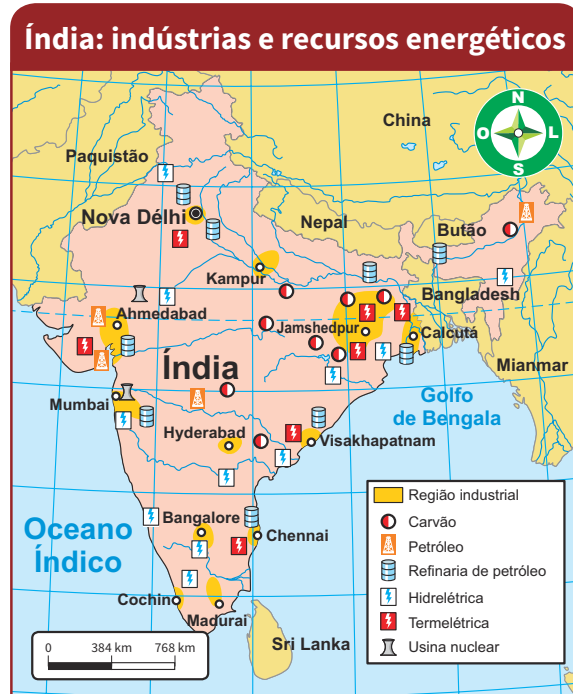 Índia: indústrias e recursos energéticos
N
O
L
S
China
Paquistão
Nova Délhi
Nepal
Butão
Kampur
Bangladesh
Ahmedabad
Jamshedpur
Calcutá
Índia
Mianmar
Mumbai
Golfo
de Bengala
Hyderabad
Visakhapatnam
Oceano
Índico
Bangalore
Chennai
Cochino
Madurai
Sri Lanka
Região industrial
Carvão
Petróleo
Refinaria de petróleo
Hidrelétrica
Termelétrica
Usina nuclear
0 384 km 768 km